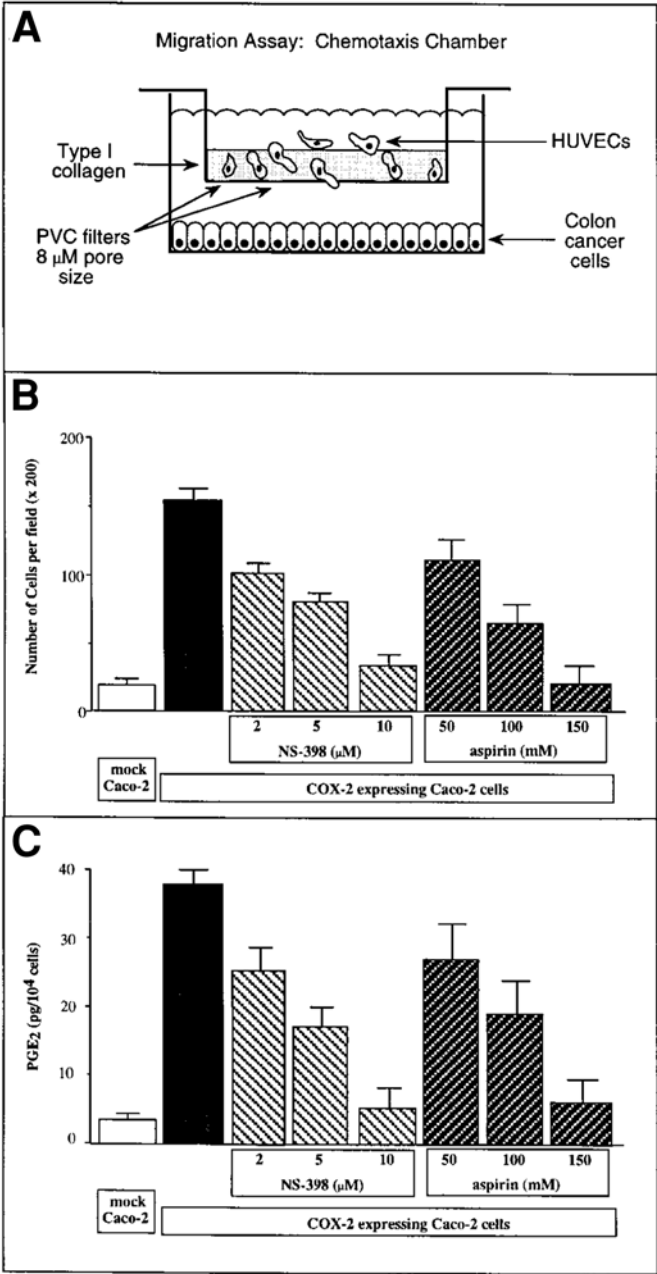 A
Migration Assay: Chemotaxis Chamber
HUVECs
Type I
collagen
PVC filters
8 μM pore
size
Colon
cancer
cells
B
Number of Cells per field (x 200)
200
100
0
2 5 10 50 100 150
NS-398 (μM) aspirin (mM)
mock
Caco-2
COX-2 expressing Caco-2 cells
C
PGE₂ (pg/10⁴ cells)
40
30
20
10
0
2 5 10 50 100 150
NS-398 (μM) aspirin (mM)
mock
Caco-2
COX-2 expressing Caco-2 cells